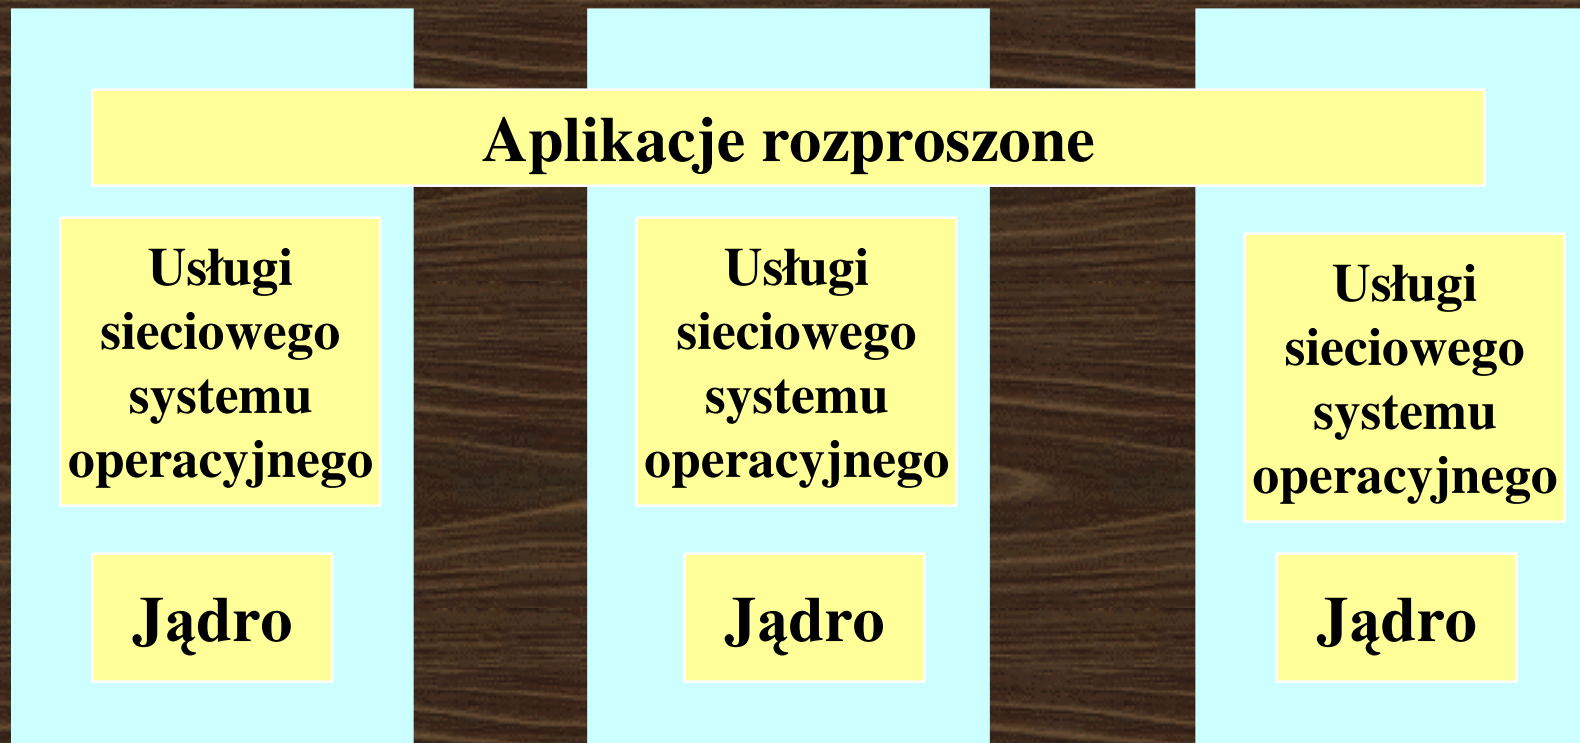 Aplikacje rozproszone
Usługi
sieciowego
systemu
operacyjnego
Usługi
sieciowego
systemu
operacyjnego
Usługi
sieciowego
systemu
operacyjnego
Jądro
Jądro
Jądro